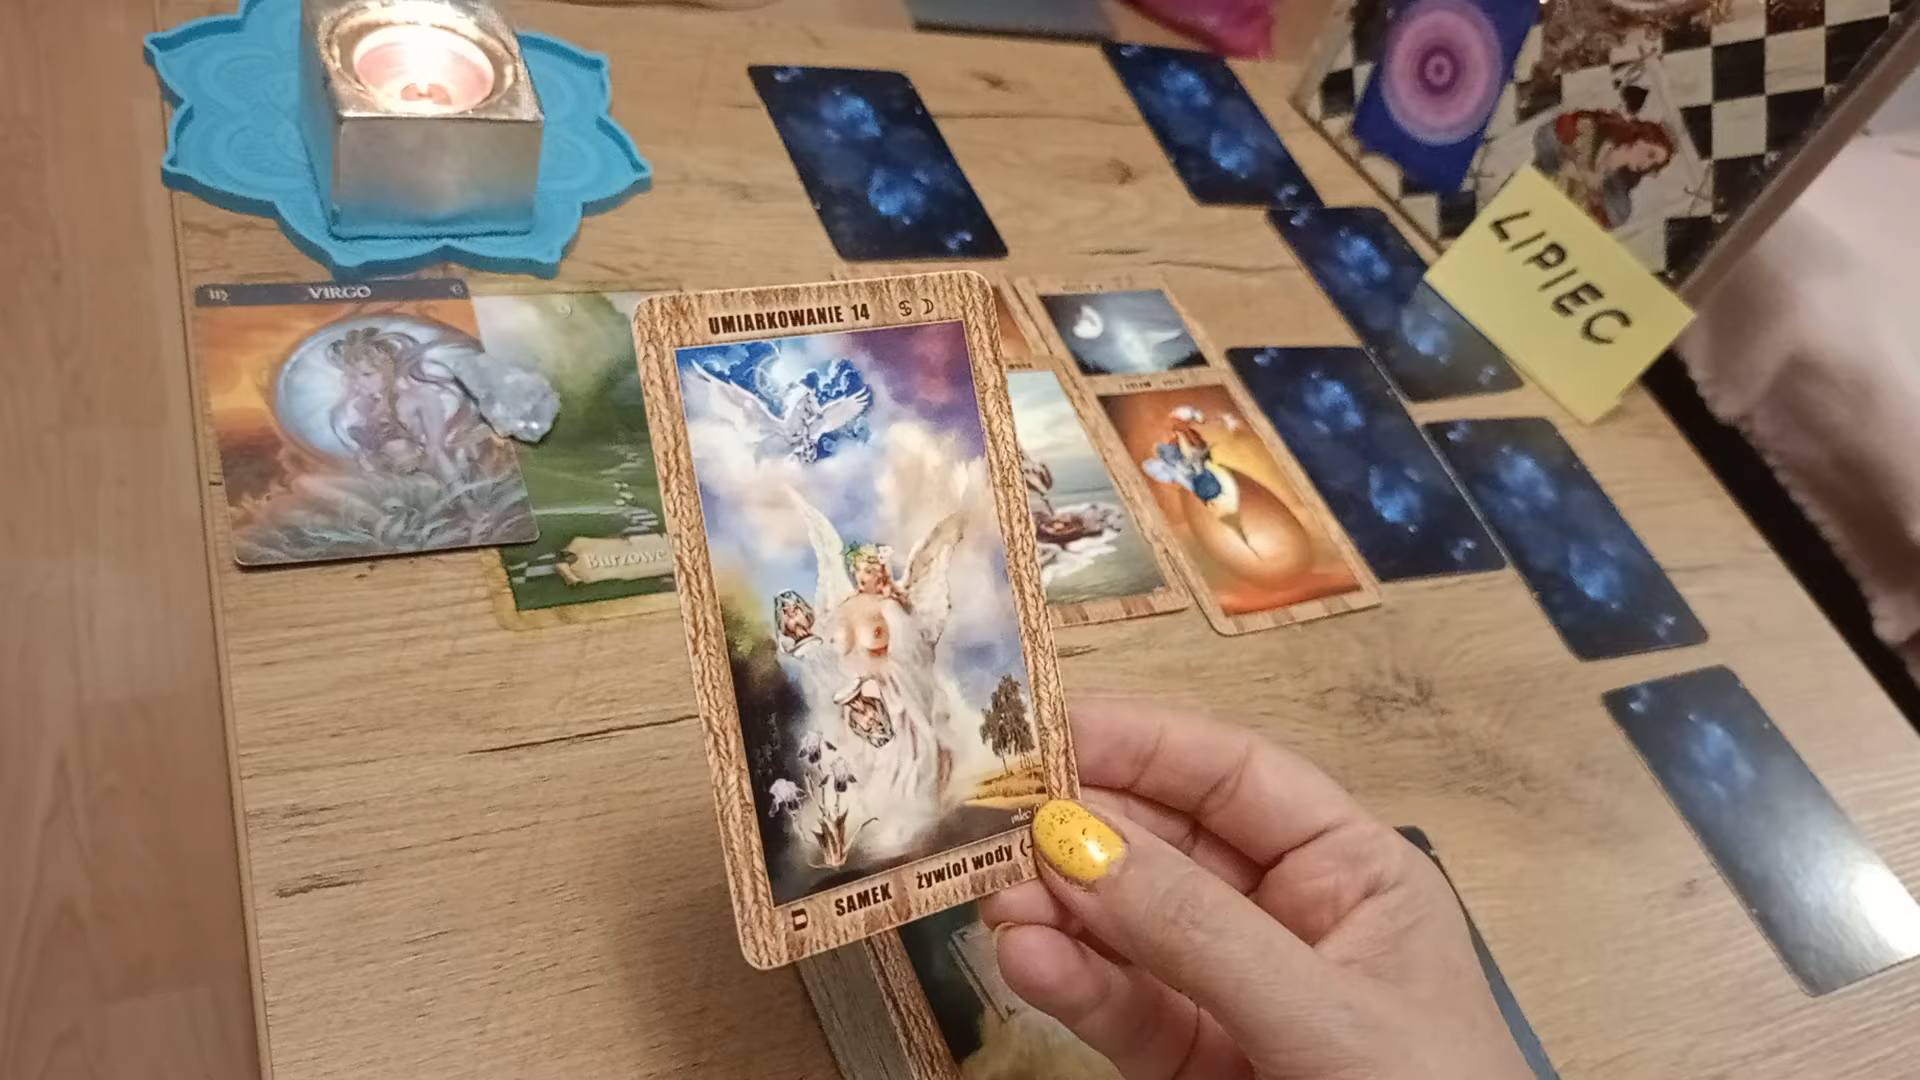 VIRGO
LIPIEC
UMIARKOWANIE 14
Burzowe
SAMEK żywioł wody (-